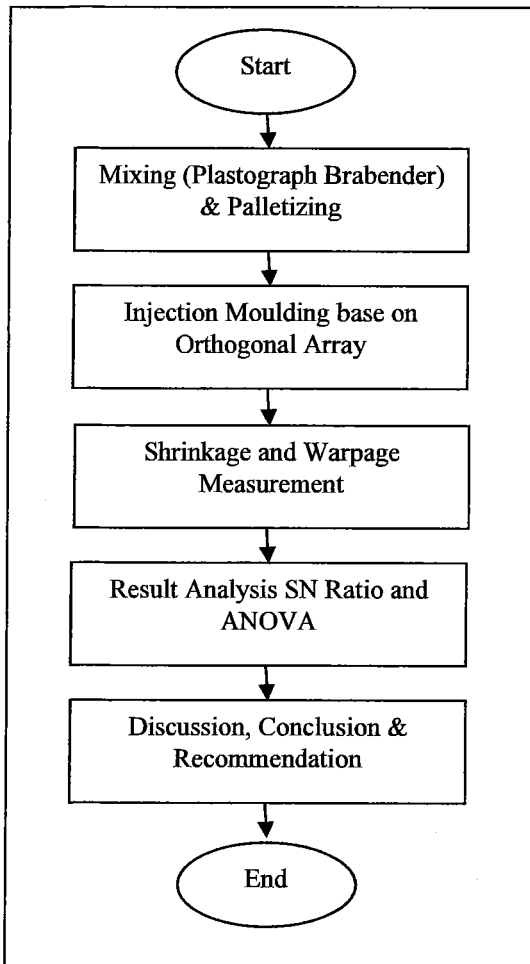 Start
Mixing (Plastograph Brabender)
& Palletizing
Injection Moulding base on
Orthogonal Array
Shrinkage and Warpage
Measurement
Result Analysis SN Ratio and
ANOVA
Discussion, Conclusion &
Recommendation
End